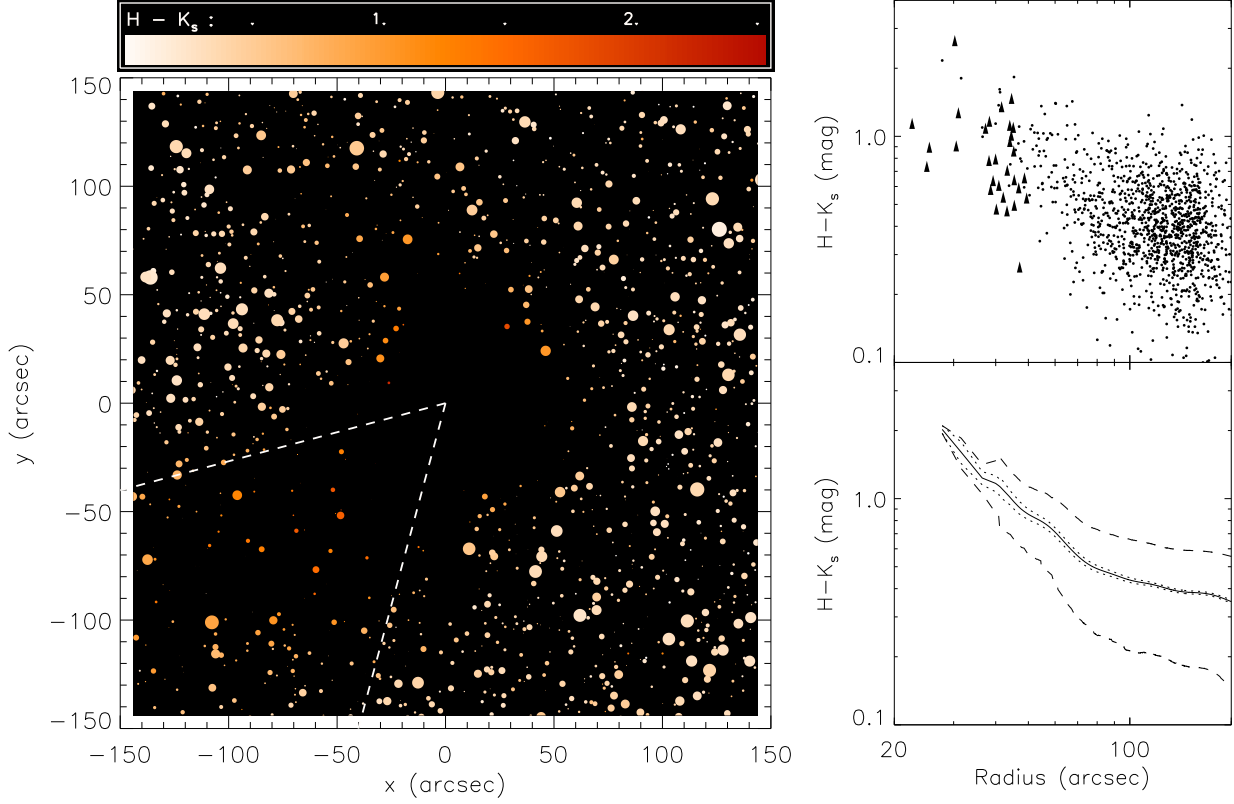 H − Ks : 1. 2.
150
100
50
0
−50
−100
−150
y (arcsec)
−150 −100 −50 0 50 100 150
x (arcsec)
1.0
0.1
H−Ks (mag)
1.0
0.1
H−Ks (mag)
20 100
Radius (arcsec)